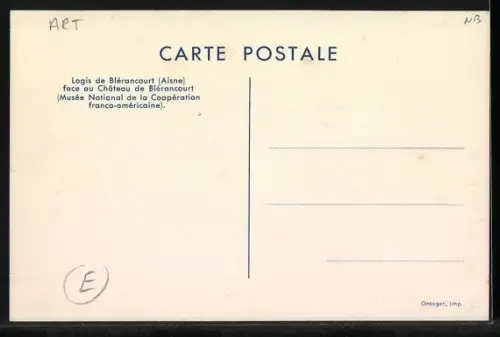 ART
NB
CARTE POSTALE
Logis de Blérancourt (Aisne)
face au Château de Blérancourt
(Musée National de la Coopération
franco-américaine).
E
Draeger, Imp.